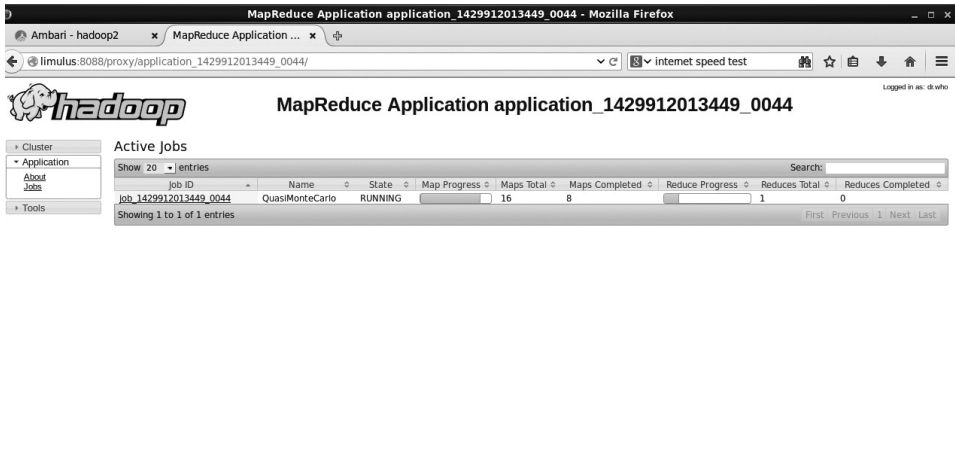 MapReduce Application application_1429912013449_0044 - Mozilla Firefox
Ambari - hadoop2 × MapReduce Application ... ×
limulus:8088/proxy/application_1429912013449_0044/ internet speed test
Logged in as: dr.who
hadoop
MapReduce Application application_1429912013449_0044
Cluster
Application
About
Jobs
Tools
Active Jobs
Show 20 entries Search:
Job ID Name State Map Progress Maps Total Maps Completed Reduce Progress Reduces Total Reduces Completed
job_1429912013449_0044 QuasiMonteCarlo RUNNING 16 8 1 0
Showing 1 to 1 of 1 entries First Previous 1 Next Last